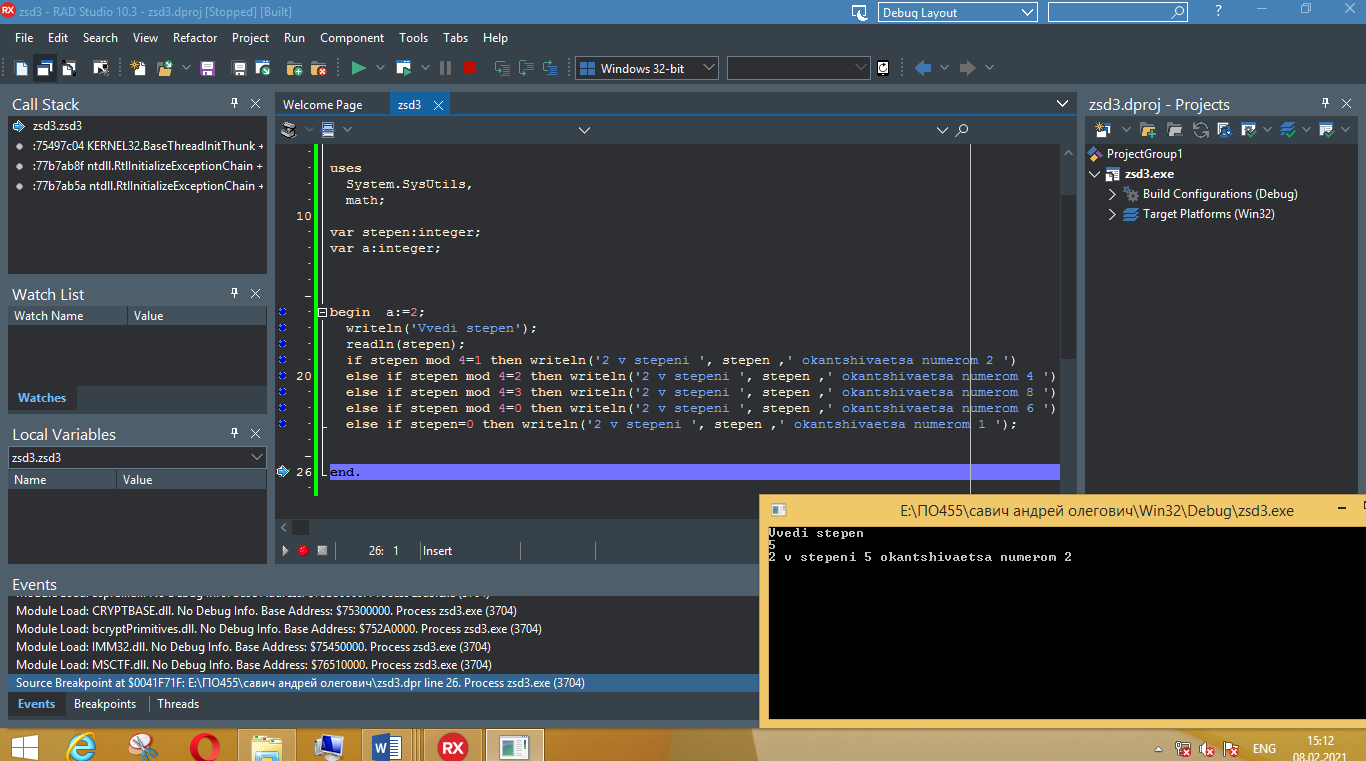 zsd3 - RAD Studio 10.3 - zsd3.dproj [Stopped] [Built]
Debug Layout
File Edit Search View Refactor Project Run Component Tools Tabs Help
Windows 32-bit
Call Stack
zsd3.zsd3
:75497c04 KERNEL32.BaseThreadInitThunk +
:77b7ab8f ntdll.RtlInitializeExceptionChain +
:77b7ab5a ntdll.RtlInitializeExceptionChain +
Watch List
Watch Name Value
Watches
Local Variables
zsd3.zsd3
Name Value
Welcome Page zsd3
uses
System.SysUtils,
math;
10
var stepen:integer;
var a:integer;
begin a:=2;
writeln('Vvedi stepen');
readln(stepen);
if stepen mod 4=1 then writeln('2 v stepeni ', stepen ,' okantshivaetsa numerom 2 ')
20 else if stepen mod 4=2 then writeln('2 v stepeni ', stepen ,' okantshivaetsa numerom 4 ')
else if stepen mod 4=3 then writeln('2 v stepeni ', stepen ,' okantshivaetsa numerom 8 ')
else if stepen mod 4=0 then writeln('2 v stepeni ', stepen ,' okantshivaetsa numerom 6 ')
else if stepen=0 then writeln('2 v stepeni ', stepen ,' okantshivaetsa numerom 1 ');
26 end.
26: 1 Insert
zsd3.dproj - Projects
ProjectGroup1
zsd3.exe
Build Configurations (Debug)
Target Platforms (Win32)
E:\ПО455\савич андрей олегович\Win32\Debug\zsd3.exe
Vvedi stepen
5
2 v stepeni 5 okantshivaetsa numerom 2
Events
Module Load: CRYPTBASE.dll. No Debug Info. Base Address: $75300000. Process zsd3.exe (3704)
Module Load: bcryptPrimitives.dll. No Debug Info. Base Address: $752A0000. Process zsd3.exe (3704)
Module Load: IMM32.dll. No Debug Info. Base Address: $75450000. Process zsd3.exe (3704)
Module Load: MSCTF.dll. No Debug Info. Base Address: $76510000. Process zsd3.exe (3704)
Source Breakpoint at $0041F71F: E:\ПО455\савич андрей олегович\zsd3.dpr line 26. Process zsd3.exe (3704)
Events Breakpoints Threads
RX
ENG
15:12
08.02.2021